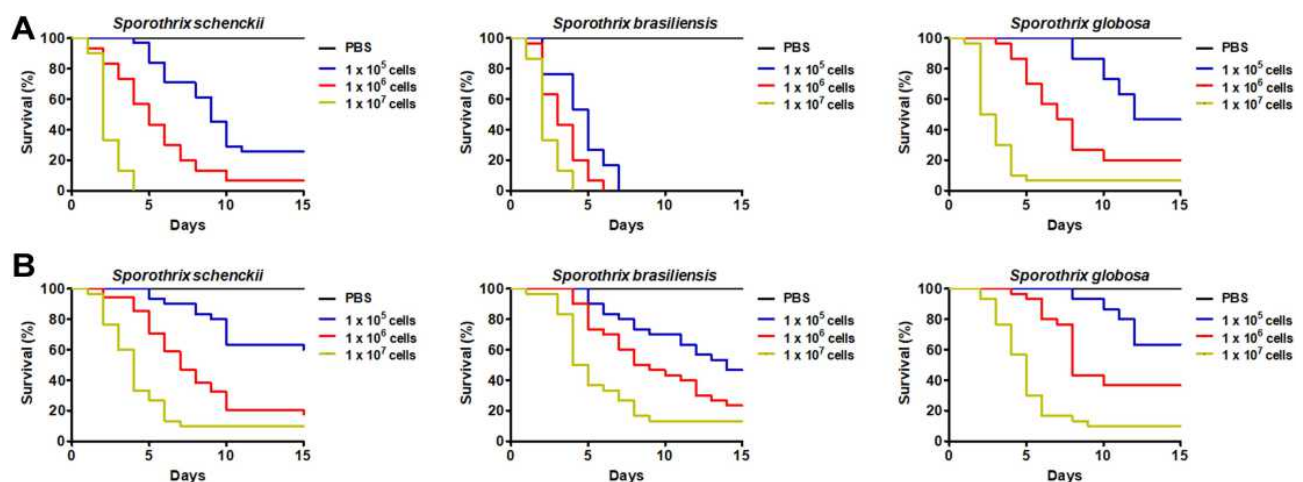 A
Sporothrix schenckii
Survival (%)
100
80
60
40
20
0
0 5 10 15
Days
PBS
1 x 10⁵ cells
1 x 10⁶ cells
1 x 10⁷ cells
Sporothrix brasiliensis
Survival (%)
100
80
60
40
20
0
0 5 10 15
Days
PBS
1 x 10⁵ cells
1 x 10⁶ cells
1 x 10⁷ cells
Sporothrix globosa
Survival (%)
100
80
60
40
20
0
0 5 10 15
Days
PBS
1 x 10⁵ cells
1 x 10⁶ cells
1 x 10⁷ cells
B
Sporothrix schenckii
Survival (%)
100
80
60
40
20
0
0 5 10 15
Days
PBS
1 x 10⁵ cells
1 x 10⁶ cells
1 x 10⁷ cells
Sporothrix brasiliensis
Survival (%)
100
80
60
40
20
0
0 5 10 15
Days
PBS
1 x 10⁵ cells
1 x 10⁶ cells
1 x 10⁷ cells
Sporothrix globosa
Survival (%)
100
80
60
40
20
0
0 5 10 15
Days
PBS
1 x 10⁵ cells
1 x 10⁶ cells
1 x 10⁷ cells